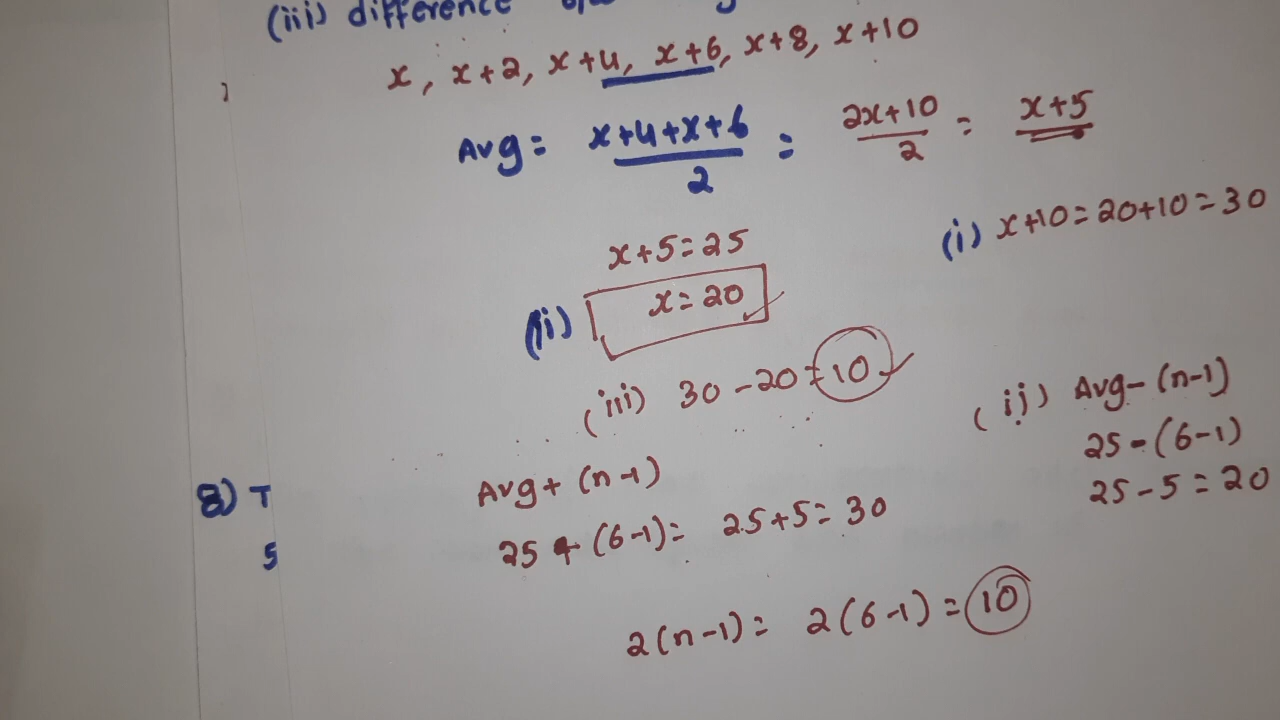 (iii) difference
x, x+2, x+4, x+6, x+8, x+10
Avg = x+4+x+6 / 2 = 2x+10 / 2 = x+5
x+5=25
(i) x+10=20+10=30
(ii) x=20
(iii) 30-20=10
(ii) Avg-(n-1)
25-(6-1)
25-5=20
8) T
Avg+(n-1)
5
25+(6-1)= 25+5=30
2(n-1)= 2(6-1)=10